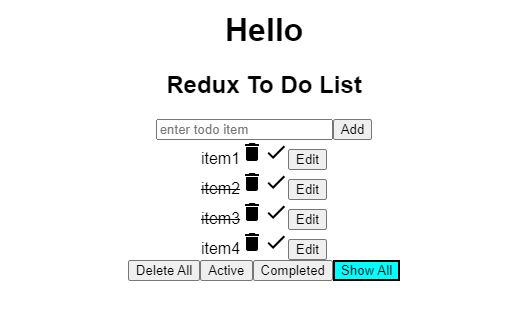 Hello
Redux To Do List
enter todo item Add
item1 Edit
item2 Edit
item3 Edit
item4 Edit
Delete All Active Completed Show All